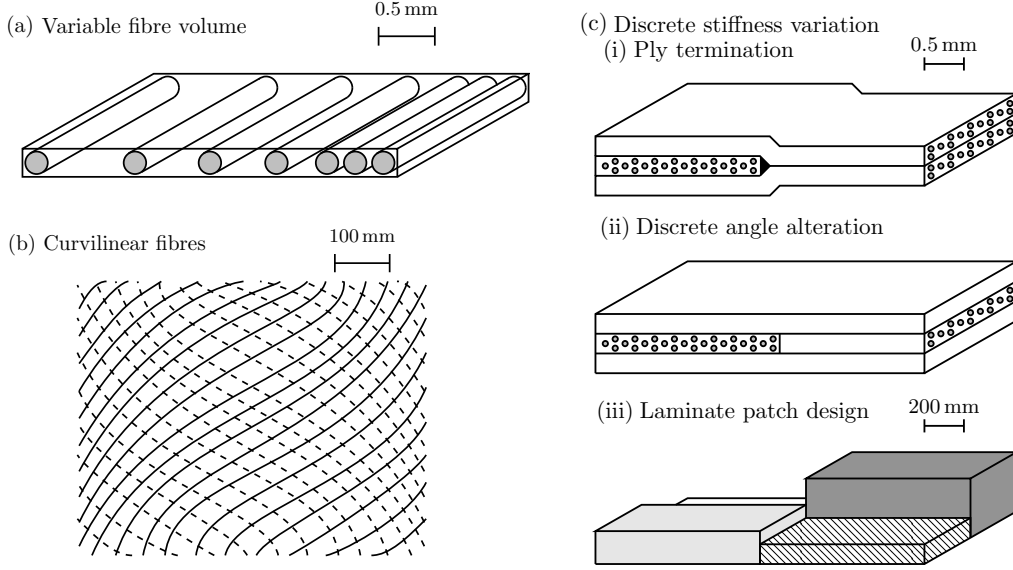 (a) Variable fibre volume
0.5 mm
(b) Curvilinear fibres
100 mm
(c) Discrete stiffness variation
(i) Ply termination
0.5 mm
(ii) Discrete angle alteration
(iii) Laminate patch design
200 mm